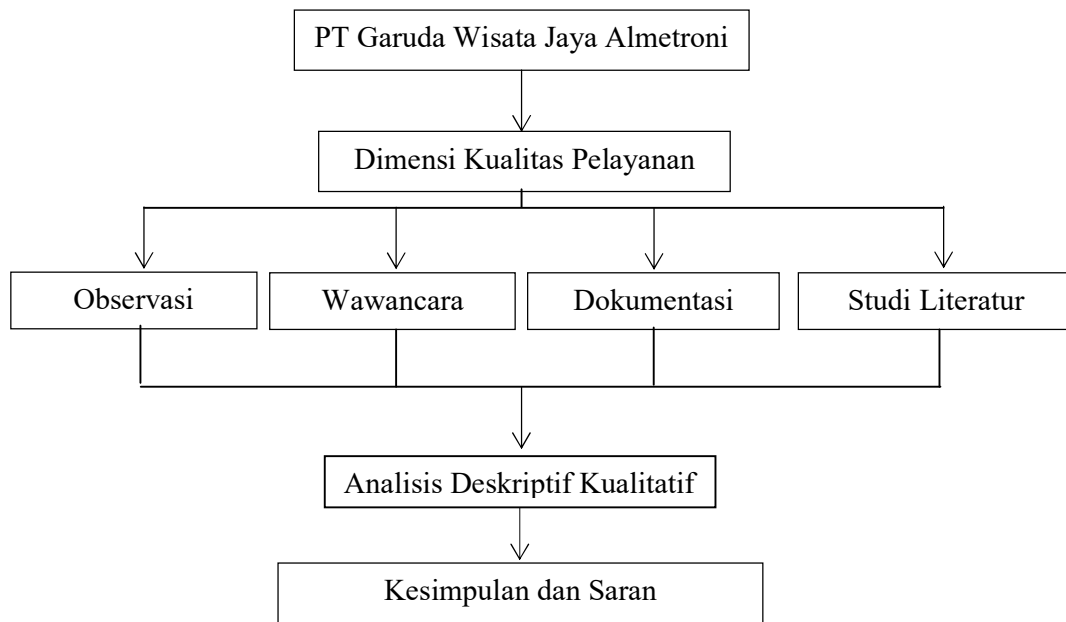 PT Garuda Wisata Jaya Almetroni
Dimensi Kualitas Pelayanan
Observasi
Wawancara
Dokumentasi
Studi Literatur
Analisis Deskriptif Kualitatif
Kesimpulan dan Saran